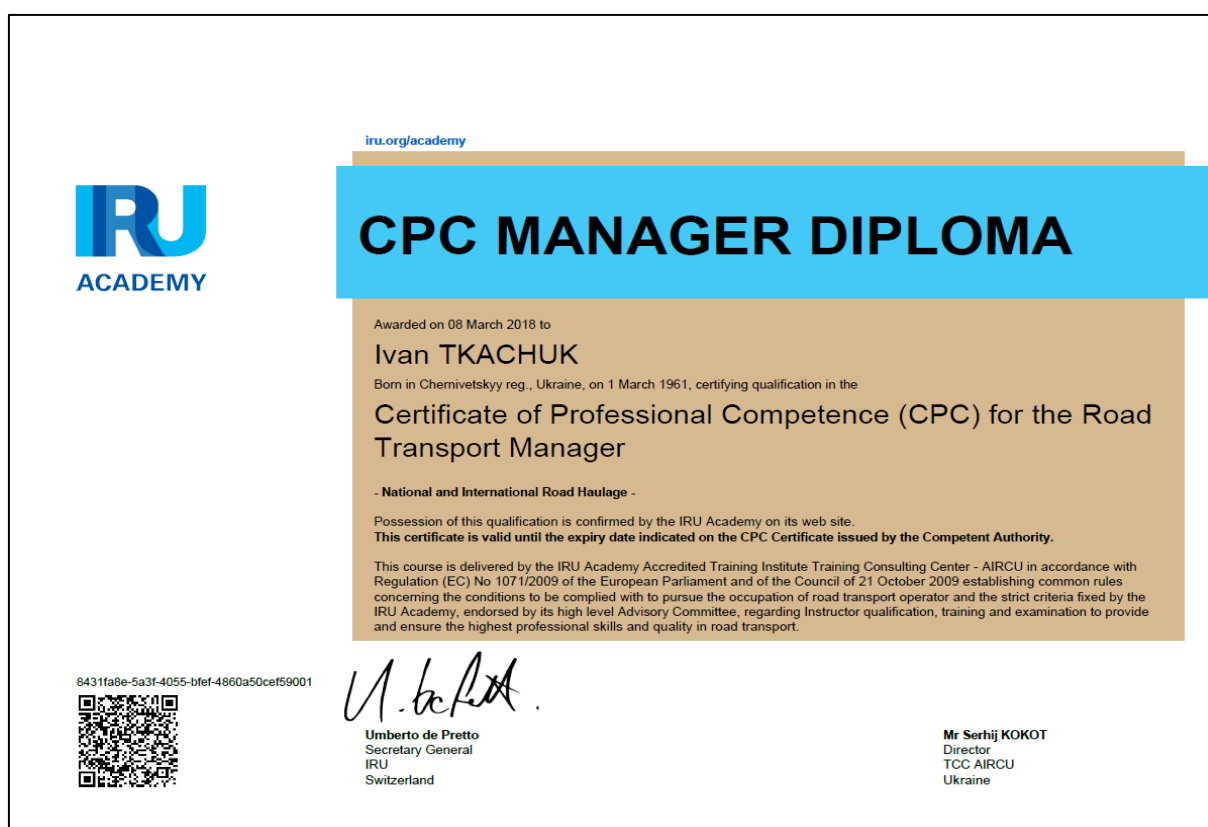 iru.org/academy
IRU
ACADEMY
CPC MANAGER DIPLOMA
Awarded on 08 March 2018 to
Ivan TKACHUK
Born in Chernivetskyy reg., Ukraine, on 1 March 1961, certifying qualification in the
Certificate of Professional Competence (CPC) for the Road
Transport Manager
- National and International Road Haulage -
Possession of this qualification is confirmed by the IRU Academy on its web site.
This certificate is valid until the expiry date indicated on the CPC Certificate issued by the Competent Authority.
This course is delivered by the IRU Academy Accredited Training Institute Training Consulting Center - AIRCU in accordance with
Regulation (EC) No 1071/2009 of the European Parliament and of the Council of 21 October 2009 establishing common rules
concerning the conditions to be complied with to pursue the occupation of road transport operator and the strict criteria fixed by the
IRU Academy, endorsed by its high level Advisory Committee, regarding Instructor qualification, training and examination to provide
and ensure the highest professional skills and quality in road transport.
8431fa8e-5a3f-4055-bfef-4860a50cef59001
Umberto de Pretto
Secretary General
IRU
Switzerland
Mr Serhij KOKOT
Director
TCC AIRCU
Ukraine